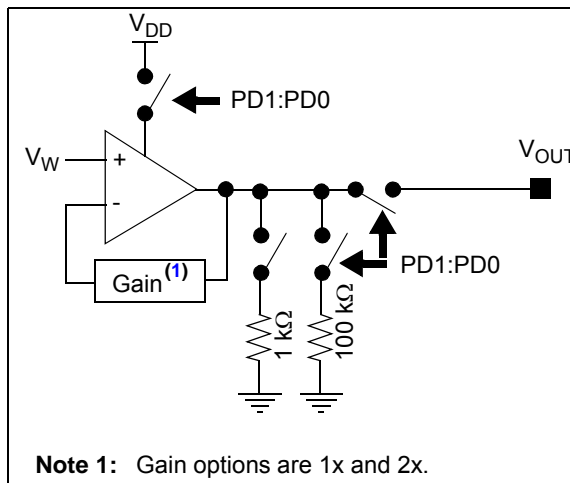 VDD
PD1:PD0
VW
+
-
VOUT
Gain(1)
PD1:PD0
1 kΩ
100 kΩ
Note 1: Gain options are 1x and 2x.